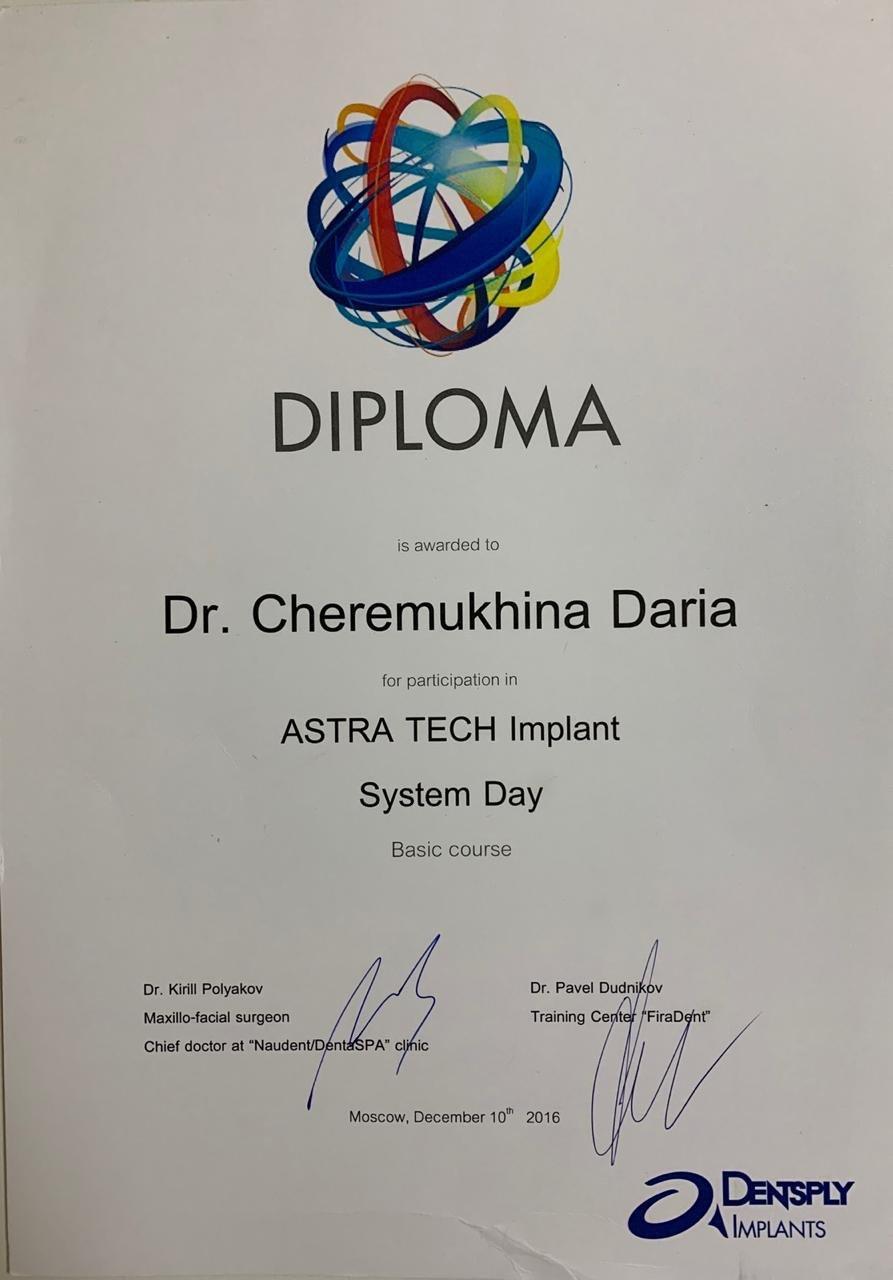 DIPLOMA
is awarded to
Dr. Cheremukhina Daria
for participation in
ASTRA TECH Implant
System Day
Basic course
Dr. Kirill Polyakov
Maxillo-facial surgeon
Chief doctor at “Naudent/DentaSPA” clinic
Dr. Pavel Dudnikov
Training Center “FiraDent”
Moscow, December 10th 2016
DENTSPLY
IMPLANTS